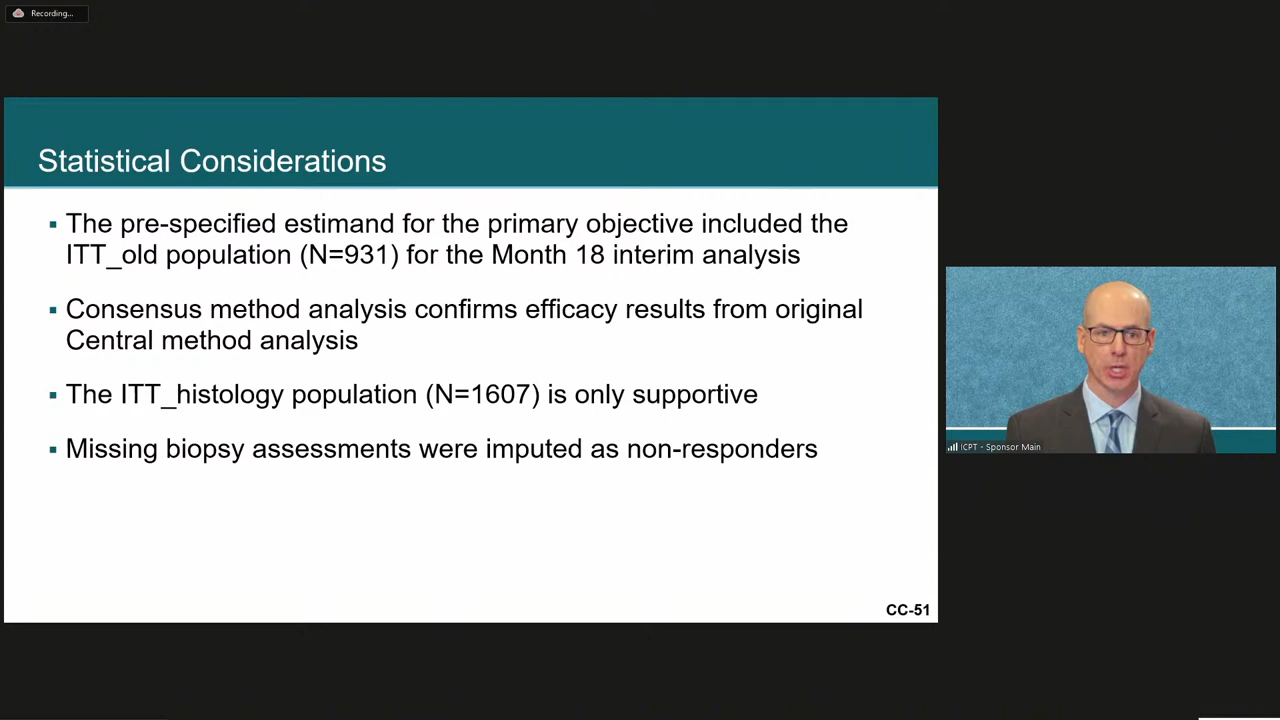 Recording...
Statistical Considerations
▪ The pre-specified estimand for the primary objective included the
ITT_old population (N=931) for the Month 18 interim analysis
▪ Consensus method analysis confirms efficacy results from original
Central method analysis
▪ The ITT_histology population (N=1607) is only supportive
▪ Missing biopsy assessments were imputed as non-responders
ICPT - Sponsor Main
CC-51